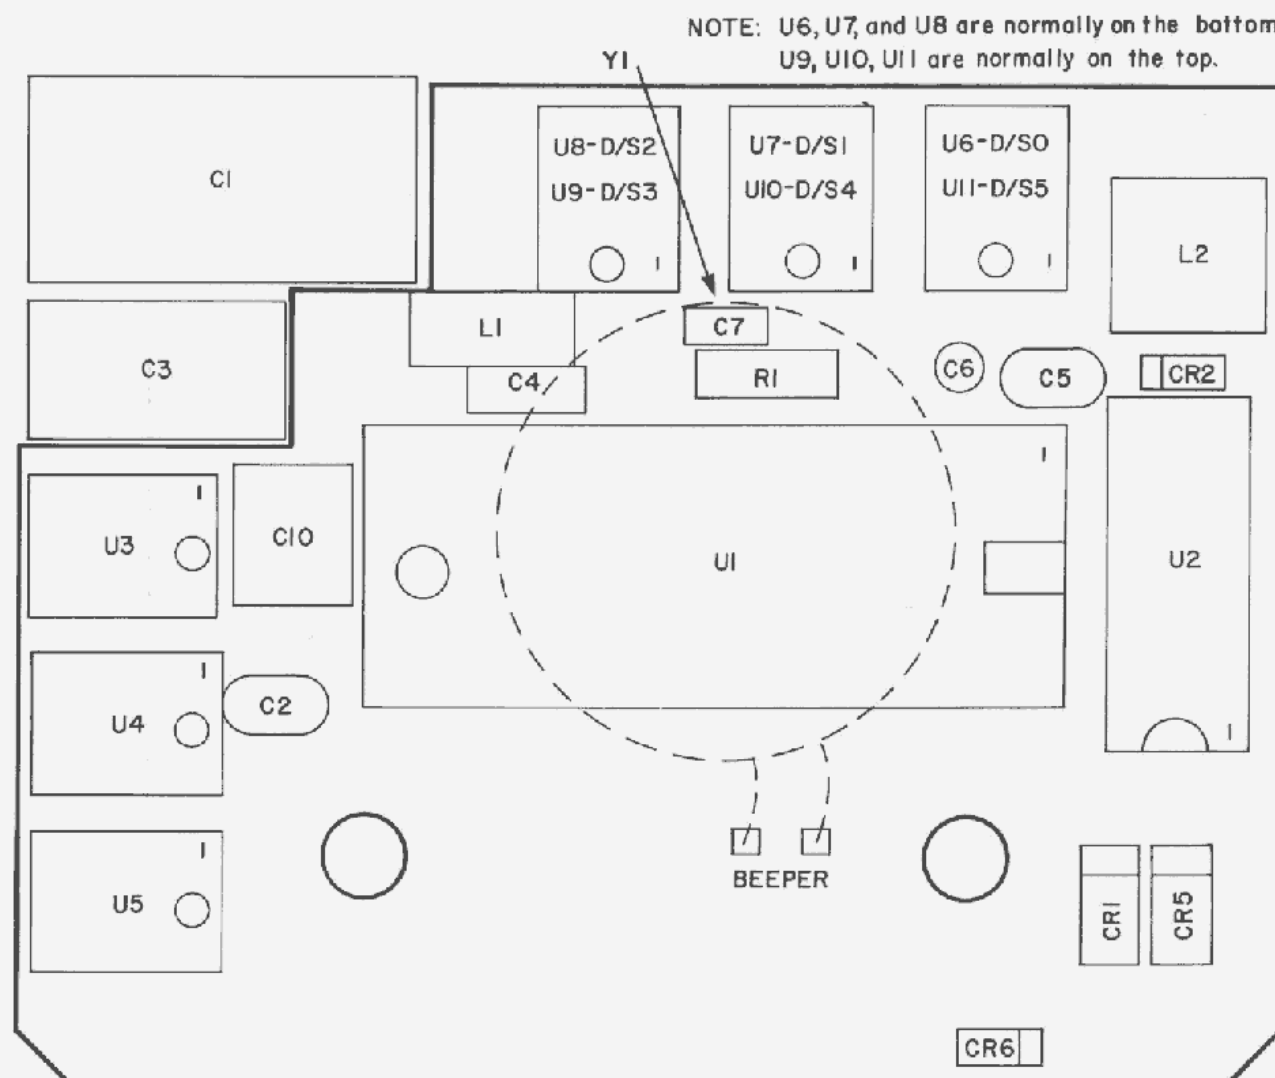 NOTE: U6, U7, and U8 are normally on the bottom
U9, U10, U11 are normally on the top.
Y1
C1
U8-D/S2
U9-D/S3
1
U7-D/S1
U10-D/S4
1
U6-D/S0
U11-D/S5
1
L2
L1
C7
C3
C4
R1
C6
C5
CR2
1
U3
C10
1
U1
U2
1
1
U4
C2
1
U5
BEEPER
CR1
CR5
CR6